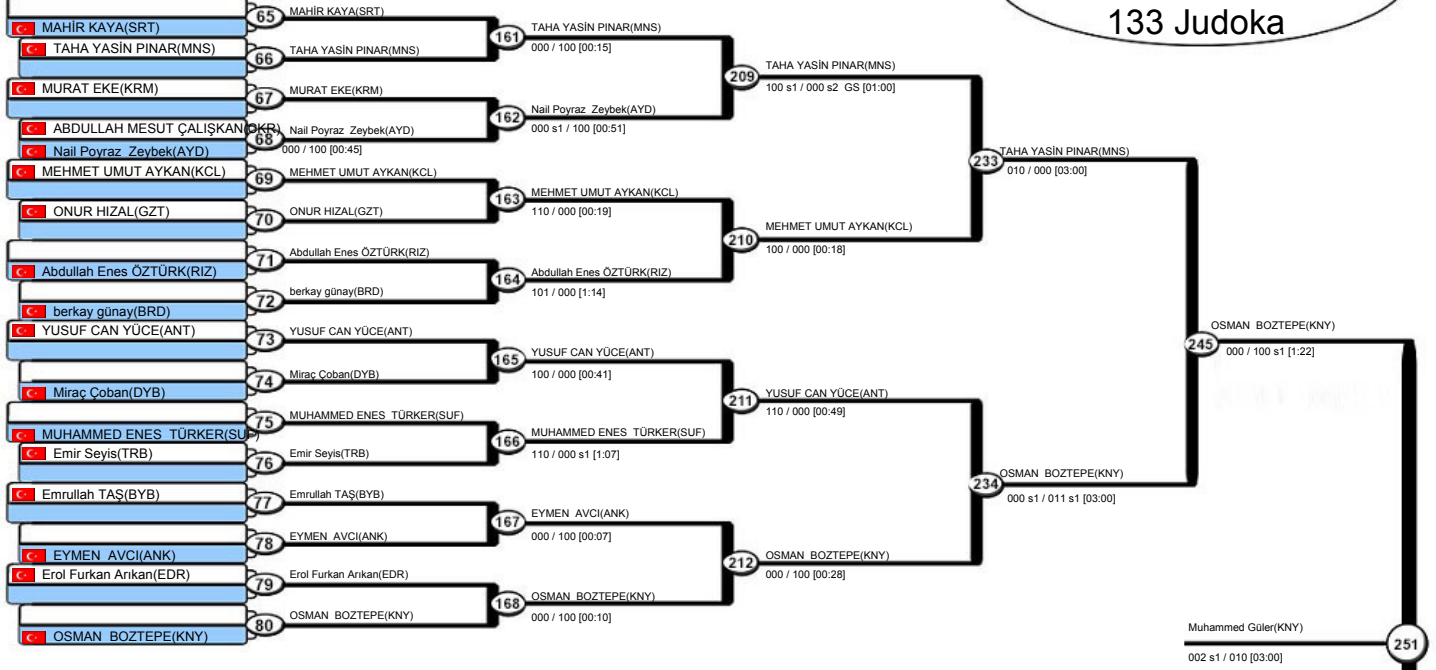 133 Judoka
MAHİR KAYA(SRT)
65
MAHİR KAYA(SRT)
TAHA YASİN PINAR(MNS)
66
TAHA YASİN PINAR(MNS)
161
TAHA YASİN PINAR(MNS)
000 / 100 [00:15]
MURAT EKE(KRM)
67
MURAT EKE(KRM)
ABDULLAH MESUT ÇALIŞKAN
Nail Poyraz Zeybek(AYD)
68
Nail Poyraz Zeybek(AYD)
000 / 100 [00:45]
162
Nail Poyraz Zeybek(AYD)
000 s1 / 100 [00:51]
209
TAHA YASİN PINAR(MNS)
100 s1 / 000 s2 GS [01:00]
MEHMET UMUT AYKAN(KCL)
69
MEHMET UMUT AYKAN(KCL)
ONUR HIZAL(GZT)
70
ONUR HIZAL(GZT)
163
MEHMET UMUT AYKAN(KCL)
110 / 000 [00:19]
Abdullah Enes ÖZTÜRK(RIZ)
71
Abdullah Enes ÖZTÜRK(RIZ)
berkay günay(BRD)
72
berkay günay(BRD)
164
Abdullah Enes ÖZTÜRK(RIZ)
101 / 000 [1:14]
210
MEHMET UMUT AYKAN(KCL)
100 / 000 [00:18]
233
TAHA YASİN PINAR(MNS)
010 / 000 [03:00]
YUSUF CAN YÜCE(ANT)
73
YUSUF CAN YÜCE(ANT)
Miraç Çoban(DYB)
74
Miraç Çoban(DYB)
165
YUSUF CAN YÜCE(ANT)
100 / 000 [00:41]
MUHAMMED ENES TÜRKER(SUF)
75
MUHAMMED ENES TÜRKER(SUF)
Emir Seyis(TRB)
76
Emir Seyis(TRB)
166
MUHAMMED ENES TÜRKER(SUF)
110 / 000 s1 [1:07]
211
YUSUF CAN YÜCE(ANT)
110 / 000 [00:49]
Emrullah TAŞ(BYB)
77
Emrullah TAŞ(BYB)
EYMEN AVCI(ANK)
78
EYMEN AVCI(ANK)
167
EYMEN AVCI(ANK)
000 / 100 [00:07]
Erol Furkan Arıkan(EDR)
79
Erol Furkan Arıkan(EDR)
OSMAN BOZTEPE(KNY)
80
OSMAN BOZTEPE(KNY)
168
OSMAN BOZTEPE(KNY)
000 / 100 [00:10]
212
OSMAN BOZTEPE(KNY)
000 / 100 [00:28]
234
OSMAN BOZTEPE(KNY)
000 s1 / 011 s1 [03:00]
245
OSMAN BOZTEPE(KNY)
000 / 100 s1 [1:22]
Muhammed Güler(KNY)
002 s1 / 010 [03:00]
251